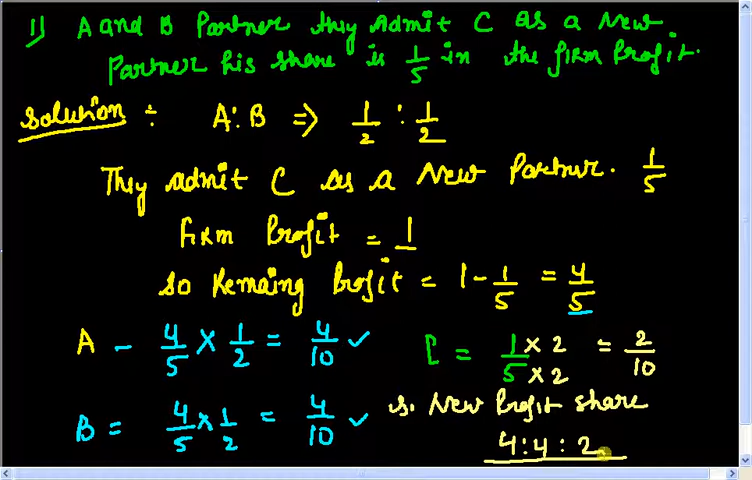 1) A and B Partner they Admit C as a New
Partner his share is 1/5 in the firm Profit.
Solution ÷ A:B => 1/2 : 1/2
They admit C as a New Partner. 1/5
firm Profit = 1
so Remaing Profit = 1 - 1/5 = 4/5
A - 4/5 × 1/2 = 4/10 ✓
C = 1/5 × 2/× 2 = 2/10
B = 4/5 × 1/2 = 4/10 ✓
so New Profit share
4:4:2